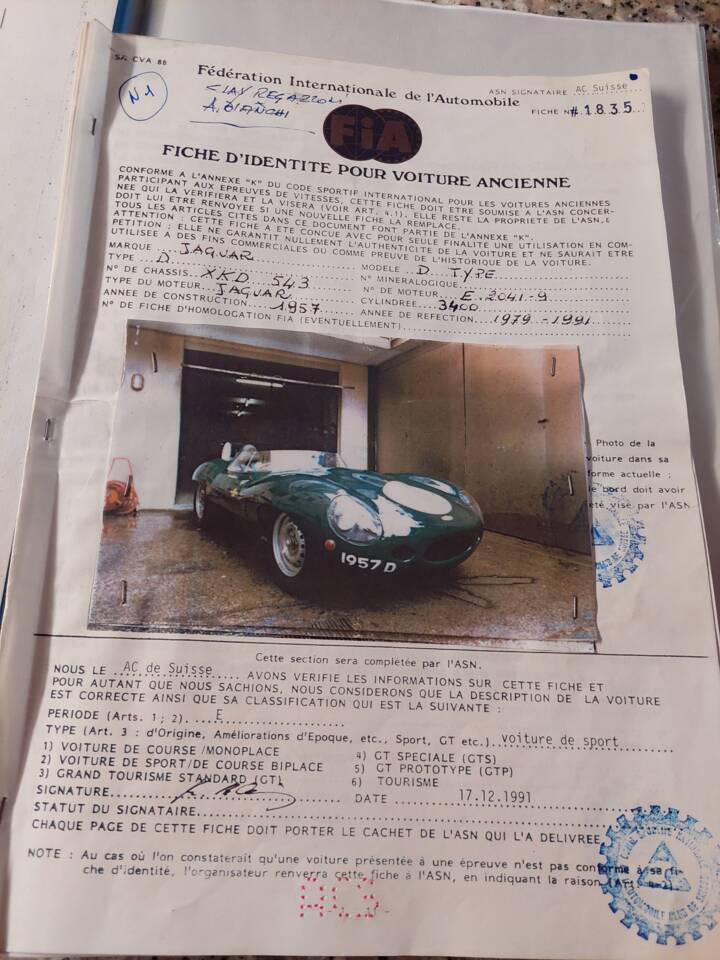 CVA 88
Nº 1
CLAY REGAZZONI
A. BIANCHI
Fédération Internationale de l'Automobile
FiA
ASN SIGNATAIRE AC Suisse
FICHE Nº #1835
FICHE D'IDENTITE POUR VOITURE ANCIENNE
CONFORME A L'ANNEXE "K" DU CODE SPORTIF INTERNATIONAL POUR LES VOITURES ANCIENNES
PARTICIPANT AUX EPREUVES DE VITESSES, CETTE FICHE DOIT ETRE SOUMISE A L'ASN CONCER-
NEE QUI LA VERIFIERA ET LA VISERA (VOIR ART. 4.1). ELLE RESTE LA PROPRIETE DE L'ASN, &
DOIT LUI ETRE RENVOYEE SI UNE NOUVELLE FICHE LA REMPLACE.
TOUS LES ARTICLES CITES DANS CE DOCUMENT FONT PARTIE DE L'ANNEXE "K".
ATTENTION : CETTE FICHE A ETE CONCUE AVEC POUR SEULE FINALITE UNE UTILISATION EN COM-
PETITION ; ELLE NE GARANTIT NULLEMENT L'AUTHENTICITE DE LA VOITURE ET NE SAURAIT ETRE
UTILISEE A DES FINS COMMERCIALES OU COMME PREUVE DE L'HISTORIQUE DE LA VOITURE.
MARQUE JAGUAR MODELE D. TYPE
TYPE D. Nº MINERALOGIQUE
Nº DE CHASSIS XKD 543 Nº DE MOTEUR E. 2041-9
TYPE DU MOTEUR JAGUAR CYLINDREE 3400
ANNEE DE CONSTRUCTION 1957 ANNEE DE REFECTION 1979-1991
Nº DE FICHE D'HOMOLOGATION FIA (EVENTUELLEMENT)
1957 D
Photo de la
voiture dans sa
forme actuelle ;
le bord doit avoir
été visé par l'ASN
Cette section sera complétée par l'ASN.
NOUS LE AC de Suisse AVONS VERIFIE LES INFORMATIONS SUR CETTE FICHE ET
POUR AUTANT QUE NOUS SACHIONS, NOUS CONSIDERONS QUE LA DESCRIPTION DE LA VOITURE
EST CORRECTE AINSI QUE SA CLASSIFICATION QUI EST LA SUIVANTE :
PERIODE (Arts. 1 ; 2). E
TYPE (Art. 3 : d'Origine, Améliorations d'Epoque, etc., Sport, GT etc.) voiture de sport
1) VOITURE DE COURSE /MONOPLACE
2) VOITURE DE SPORT/DE COURSE BIPLACE
3) GRAND TOURISME STANDARD (GT)
4) GT SPECIALE (GTS)
5) GT PROTOTYPE (GTP)
6) TOURISME
SIGNATURE DATE 17.12.1991
STATUT DU SIGNATAIRE
CHAQUE PAGE DE CETTE FICHE DOIT PORTER LE CACHET DE L'ASN QUI L'A DELIVREE
NOTE : Au cas où l'on constaterait qu'une voiture présentée à une épreuve n'est pas conforme à sa fi-
che d'identité, l'organisateur renverra cette fiche à l'ASN, en indiquant la raison